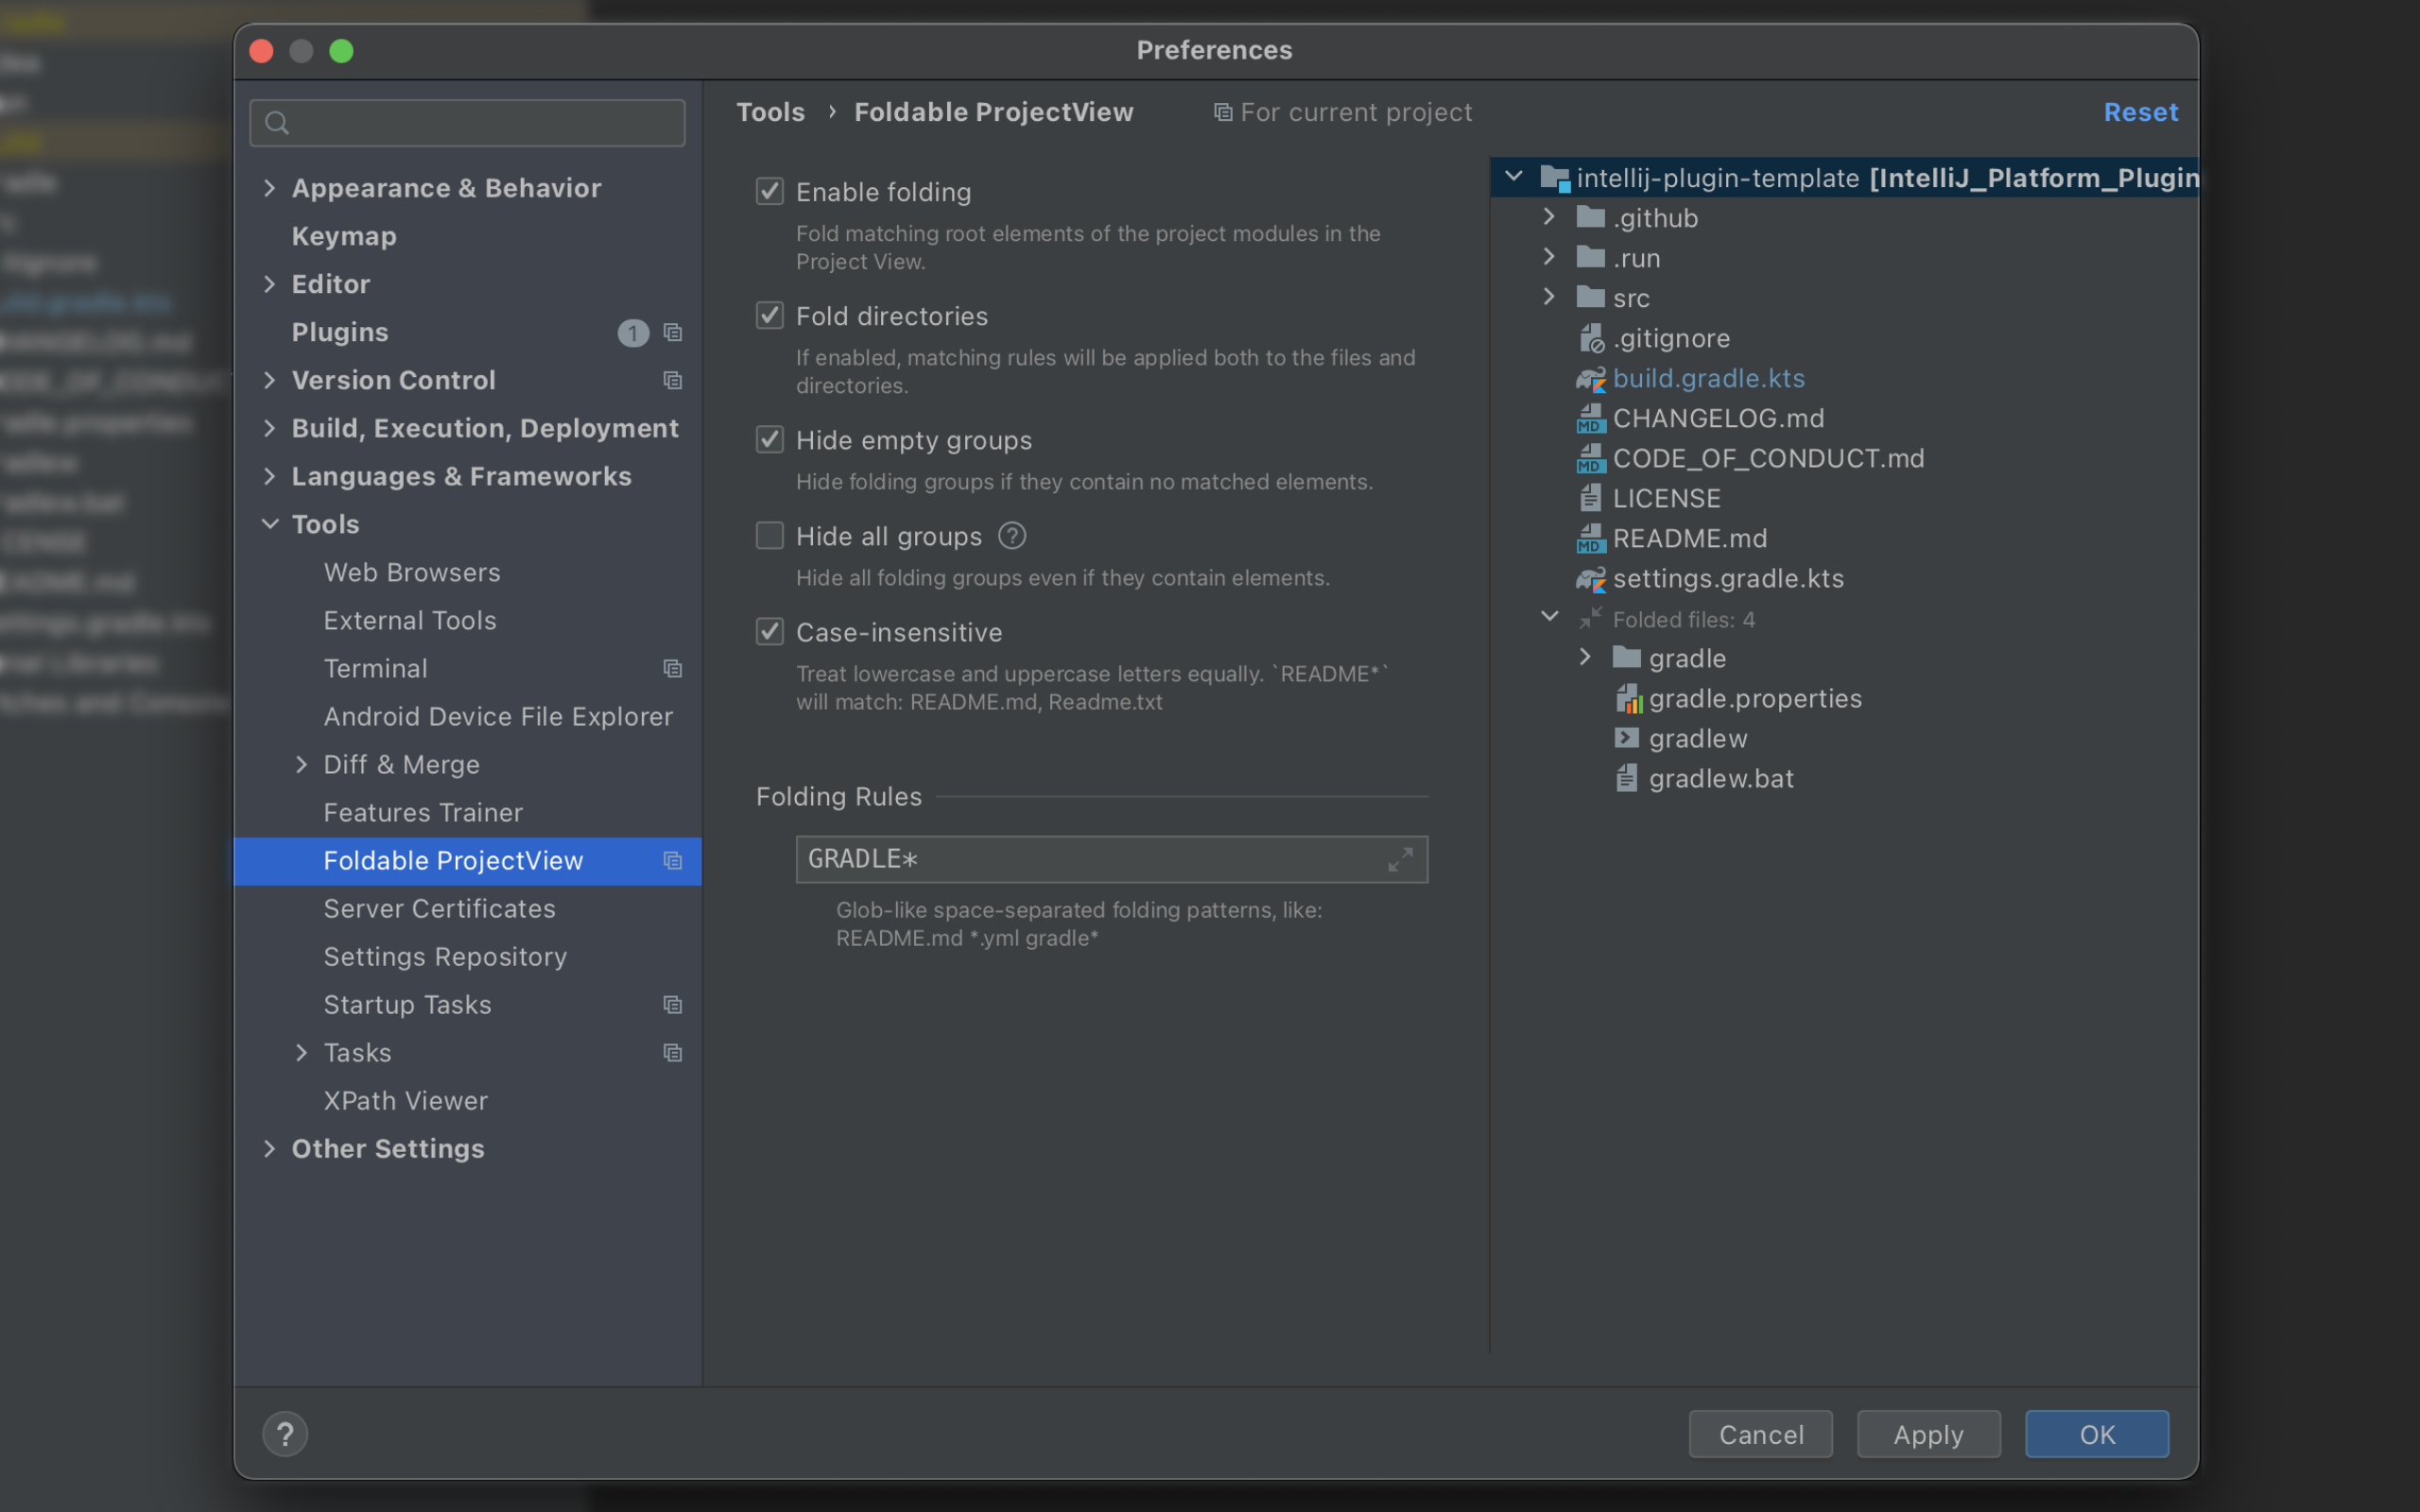 Preferences
Appearance & Behavior
Keymap
Editor
Plugins 1
Version Control
Build, Execution, Deployment
Languages & Frameworks
Tools
Web Browsers
External Tools
Terminal
Android Device File Explorer
Diff & Merge
Features Trainer
Foldable ProjectView
Server Certificates
Settings Repository
Startup Tasks
Tasks
XPath Viewer
Other Settings
Tools › Foldable ProjectView For current project Reset
Enable folding
Fold matching root elements of the project modules in the
Project View.
Fold directories
If enabled, matching rules will be applied both to the files and
directories.
Hide empty groups
Hide folding groups if they contain no matched elements.
Hide all groups ?
Hide all folding groups even if they contain elements.
Case-insensitive
Treat lowercase and uppercase letters equally. `README*`
will match: README.md, Readme.txt
Folding Rules
GRADLE*
Glob-like space-separated folding patterns, like:
README.md *.yml gradle*
intellij-plugin-template [IntelliJ_Platform_Plugin
.github
.run
src
.gitignore
build.gradle.kts
CHANGELOG.md
CODE_OF_CONDUCT.md
LICENSE
README.md
settings.gradle.kts
Folded files: 4
gradle
gradle.properties
gradlew
gradlew.bat
? Cancel Apply OK